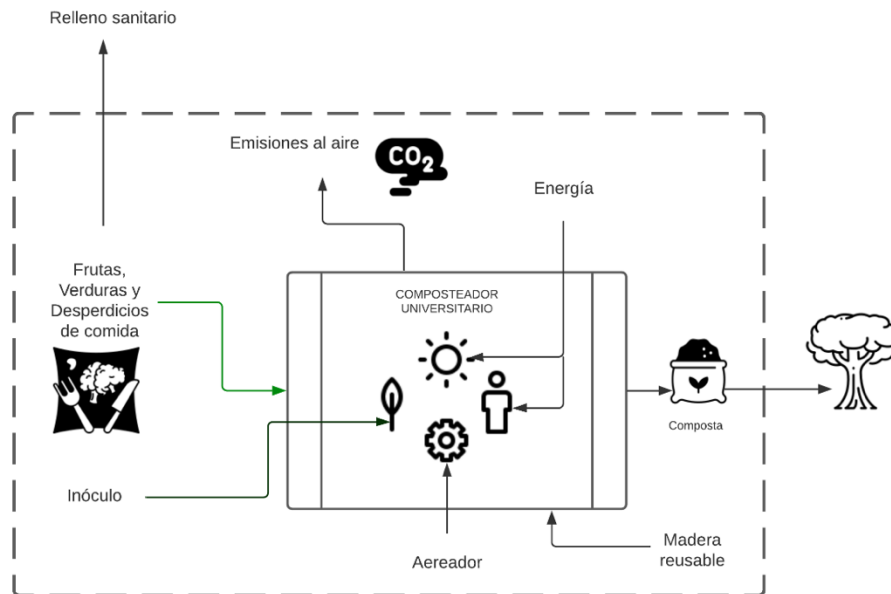 Relleno sanitario
Emisiones al aire
CO2
Energía
Frutas,
Verduras y
Desperdicios
de comida
COMPOSTEADOR
UNIVERSITARIO
Composta
Inóculo
Aereador
Madera
reusable